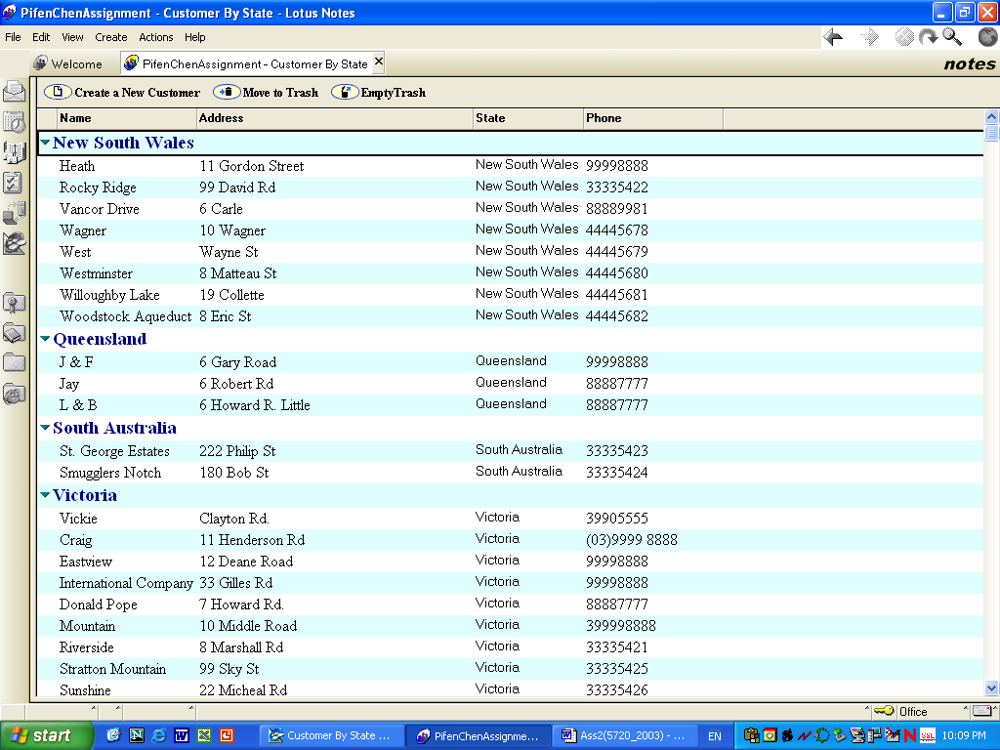 PifenChenAssignment - Customer By State - Lotus Notes
File Edit View Create Actions Help
Welcome PifenChenAssignment - Customer By State notes
Create a New Customer Move to Trash EmptyTrash
Name Address State Phone
New South Wales
Heath 11 Gordon Street New South Wales 99998888
Rocky Ridge 99 David Rd New South Wales 33335422
Vancor Drive 6 Carle New South Wales 88889981
Wagner 10 Wagner New South Wales 44445678
West Wayne St New South Wales 44445679
Westminster 8 Matteau St New South Wales 44445680
Willoughby Lake 19 Collette New South Wales 44445681
Woodstock Aqueduct 8 Eric St New South Wales 44445682
Queensland
J & F 6 Gary Road Queensland 99998888
Jay 6 Robert Rd Queensland 88887777
L & B 6 Howard R. Little Queensland 88887777
South Australia
St. George Estates 222 Philip St South Australia 33335423
Smugglers Notch 180 Bob St South Australia 33335424
Victoria
Vickie Clayton Rd. Victoria 39905555
Craig 11 Henderson Rd Victoria (03)9999 8888
Eastview 12 Deane Road Victoria 99998888
International Company 33 Gilles Rd Victoria 99998888
Donald Pope 7 Howard Rd. Victoria 88887777
Mountain 10 Middle Road Victoria 399998888
Riverside 8 Marshall Rd Victoria 33335421
Stratton Mountain 99 Sky St Victoria 33335425
Sunshine 22 Micheal Rd Victoria 33335426
Office
start Customer By State ... PifenChenAssignme... Ass2(5720_2003) - ... EN 10:09 PM